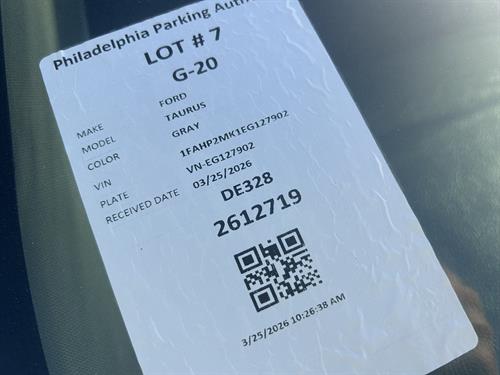 Philadelphia Parking
LOT # 7
G-20
MAKE FORD
MODEL TAURUS
COLOR GRAY
VIN 1FAHP2MK1EG127902
PLATE VN-EG127902
RECEIVED DATE 03/25/2026
DE328
2612719
3/25/2026 10:26:38 AM